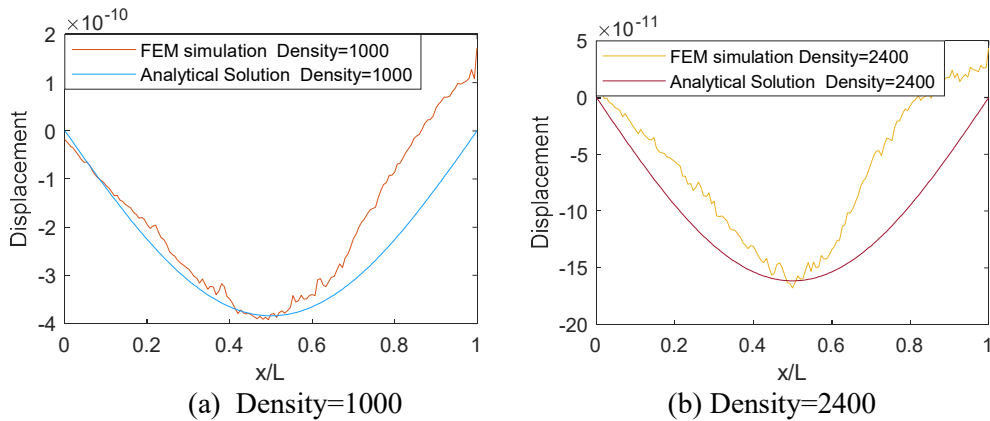 ×10⁻¹⁰
2
1
0
-1
-2
-3
-4
Displacement
FEM simulation Density=1000
Analytical Solution Density=1000
0
0.2
0.4
0.6
0.8
1
x/L
(a) Density=1000
×10⁻¹¹
5
0
-5
-10
-15
-20
Displacement
FEM simulation Density=2400
Analytical Solution Density=2400
0
0.2
0.4
0.6
0.8
1
x/L
(b) Density=2400